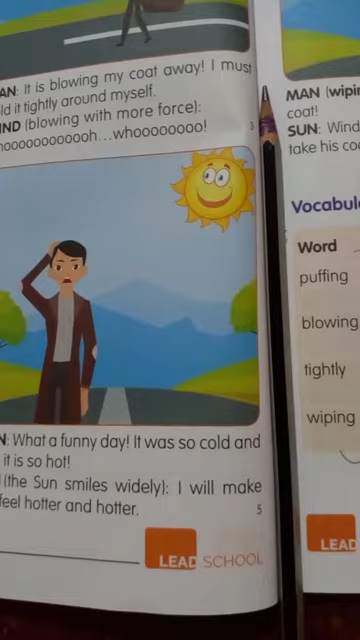 AN: It is blowing my coat away! I must
ld it tightly around myself.
IND (blowing with more force):
hooooooooooooh...whoooooooo! 3
N: What a funny day! It was so cold and
it is so hot!
(the Sun smiles widely): I will make
feel hotter and hotter.
5
LEAD SCHOOL
MAN (wipin
coat!
SUN: Wind
take his co
Vocabul
Word
puffing
blowing
tightly
wiping
LEAD